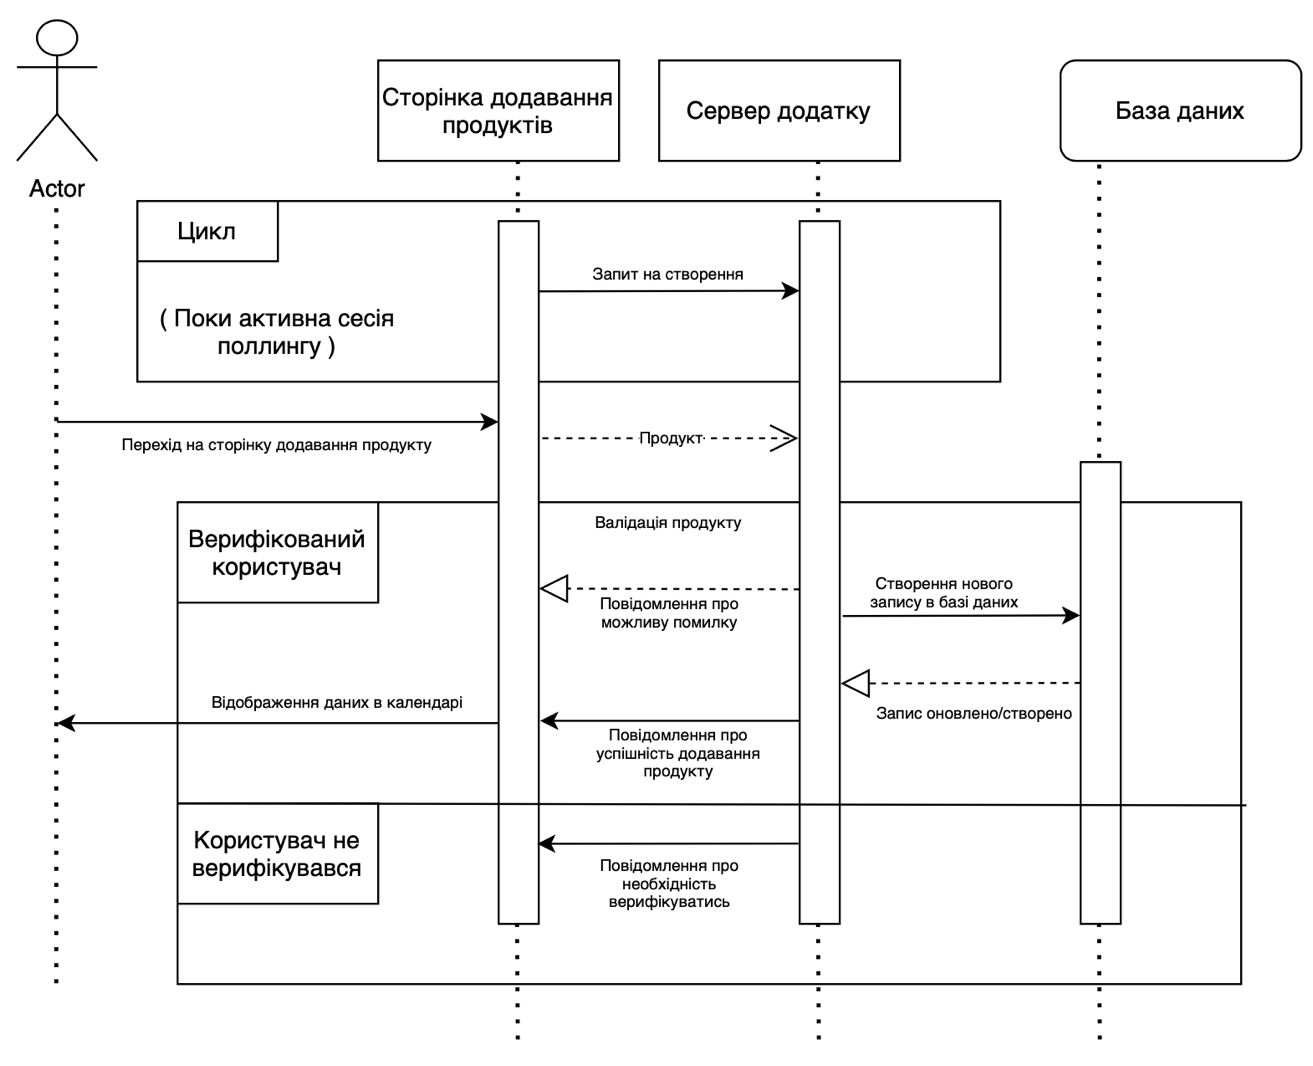 Actor
Сторінка додавання
продуктів
Сервер додатку
База даних
Цикл
( Поки активна сесія
поллингу )
Запит на створення
Перехід на сторінку додавання продукту
Продукт
Верифікований
користувач
Валідація продукту
Повідомлення про
можливу помилку
Створення нового
запису в базі даних
Запис оновлено/створено
Відображення даних в календарі
Повідомлення про
успішність додавання
продукту
Користувач не
верифікувався
Повідомлення про
необхідність
верифікуватись